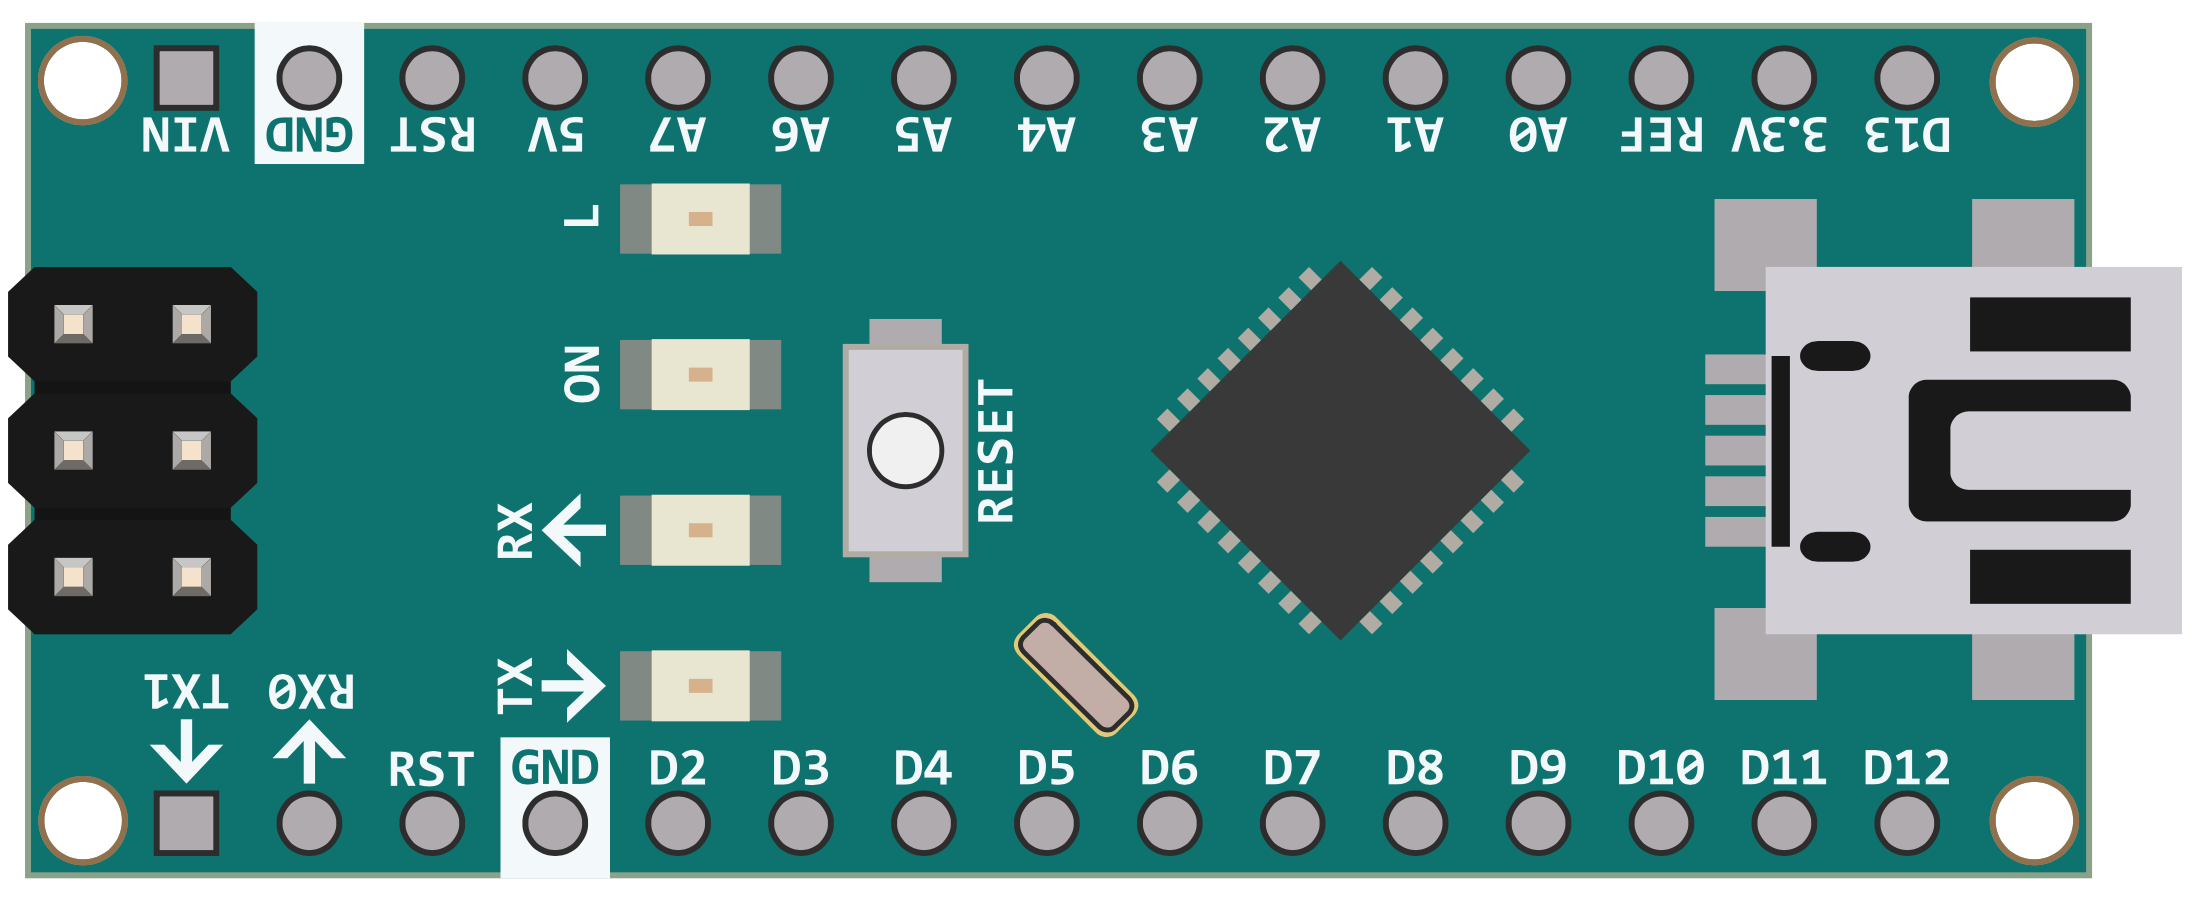 VIN GND RST 5V A7 A6 A5 A4 A3 A2 A1 A0 REF 3.3V D13
L
ON
RESET
RX
TX
TX1 RX0
RST GND D2 D3 D4 D5 D6 D7 D8 D9 D10 D11 D12